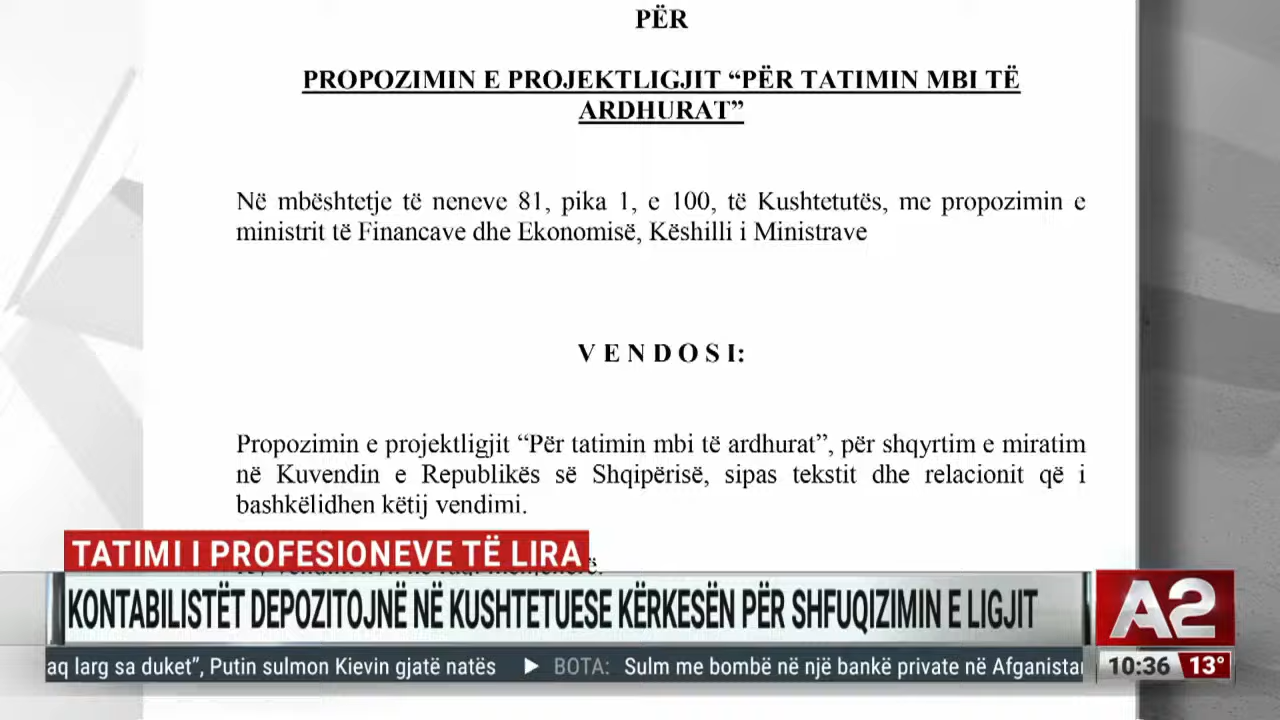 PËR
PROPOZIMIN E PROJEKTLIGJIT “PËR TATIMIN MBI TË
ARDHURAT”
Në mbështetje të neneve 81, pika 1, e 100, të Kushtetutës, me propozimin e
ministrit të Financave dhe Ekonomisë, Këshilli i Ministrave
V E N D O S I:
Propozimin e projektligjit “Për tatimin mbi të ardhurat”, për shqyrtim e miratim
në Kuvendin e Republikës së Shqipërisë, sipas tekstit dhe relacionit që i
bashkëlidhen këtij vendimi.
TATIMI I PROFESIONEVE TË LIRA
KONTABILISTËT DEPOZITOJNË NË KUSHTETUESE KËRKESËN PËR SHFUQIZIMIN E LIGJIT
A2
aq larg sa duket”, Putin sulmon Kievin gjatë natës ▶ BOTA: Sulm me bombë në një bankë private në Afganistan
10:36 13°